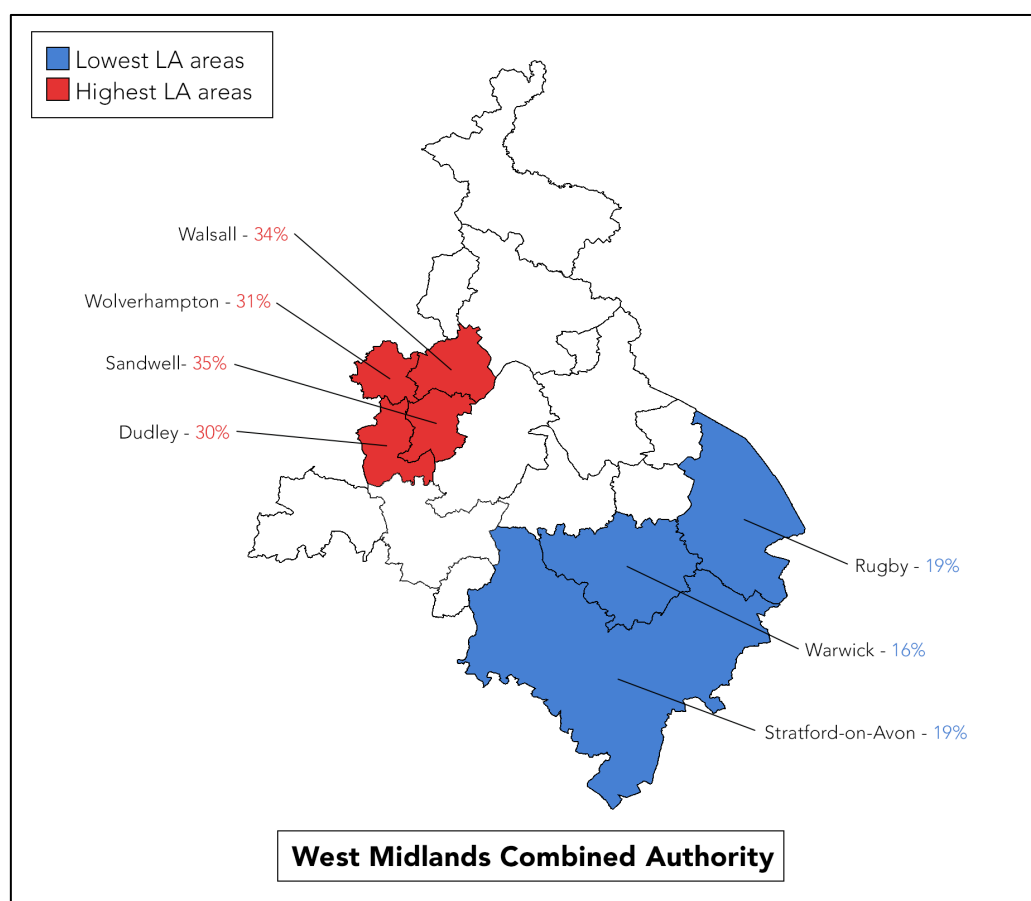 Lowest LA areas
Highest LA areas
Walsall - 34%
Wolverhampton - 31%
Sandwell- 35%
Dudley - 30%
Rugby - 19%
Warwick - 16%
Stratford-on-Avon - 19%
West Midlands Combined Authority